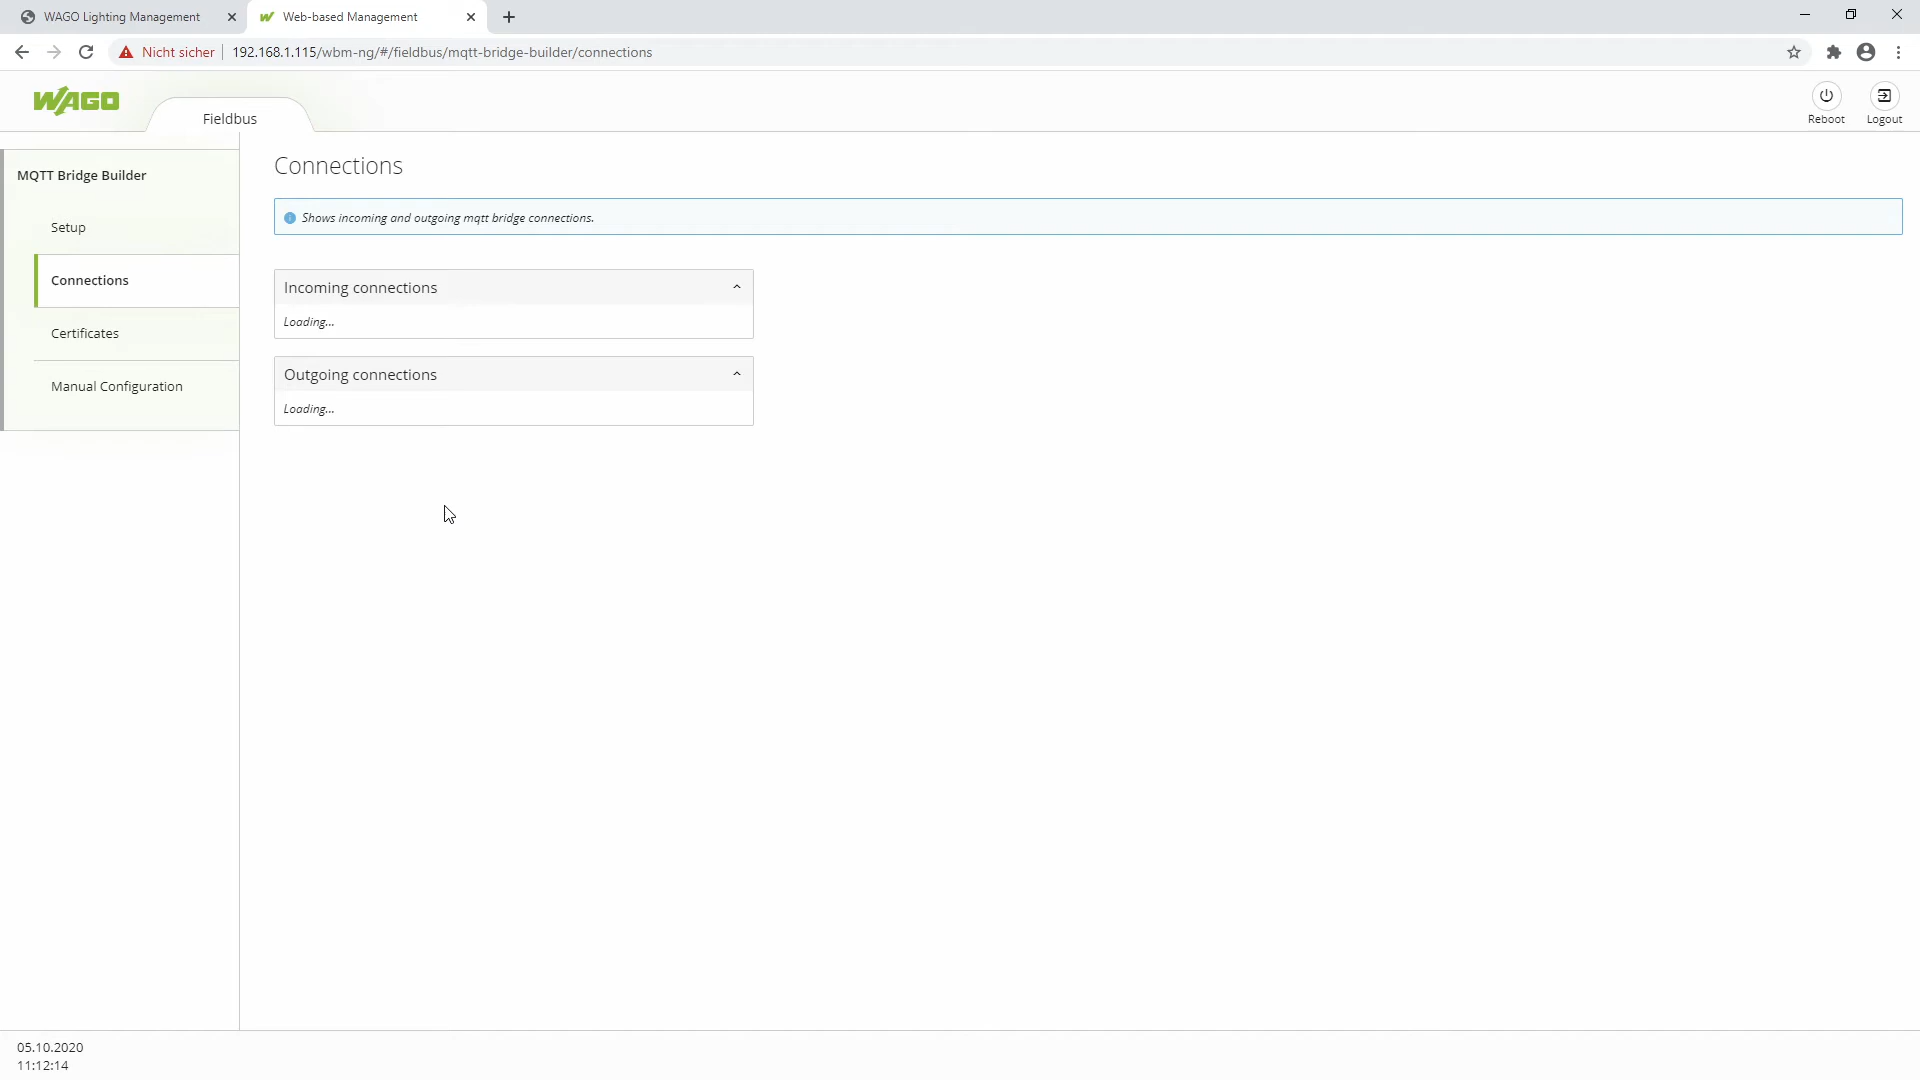 WAGO Lighting Management
Web-based Management
Nicht sicher
192.168.1.115/wbm-ng/#/fieldbus/mqtt-bridge-builder/connections
WAGO
Fieldbus
Reboot
Logout
MQTT Bridge Builder
Setup
Connections
Certificates
Manual Configuration
Connections
Shows incoming and outgoing mqtt bridge connections.
Incoming connections
Loading...
Outgoing connections
Loading...
05.10.2020
11:12:14